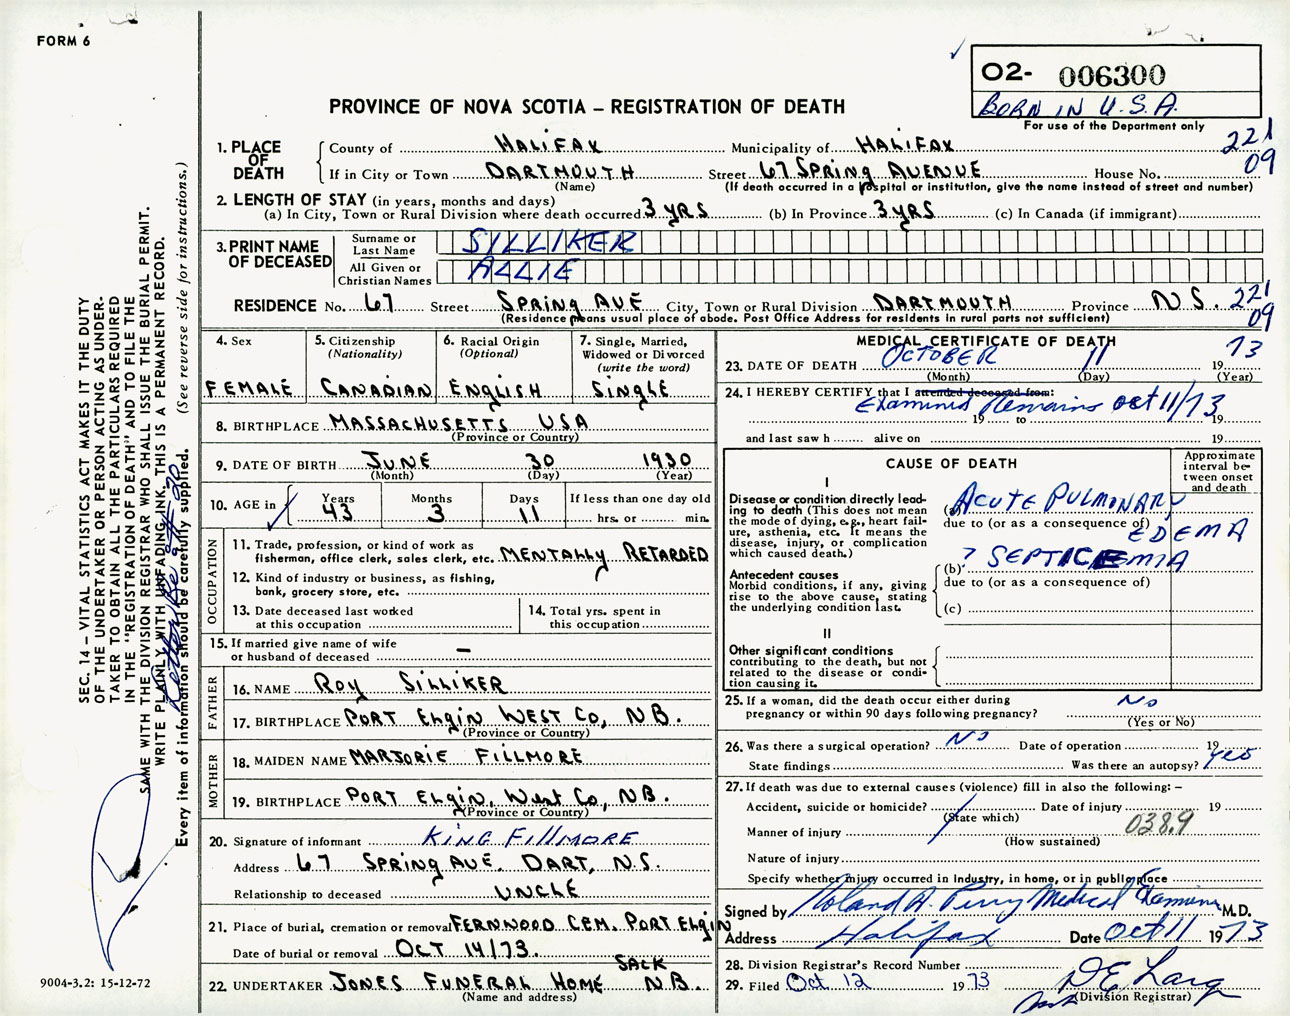 FORM 6
O2- 006300
BORN IN U.S.A.
For use of the Department only
PROVINCE OF NOVA SCOTIA – REGISTRATION OF DEATH
1. PLACE OF DEATH
County of HALIFAX Municipality of HALIFAX 221
09
If in City or Town DARTMOUTH Street 67 SPRING AVENUE House No.
(Name) (If death occurred in a hospital or institution, give the name instead of street and number)
2. LENGTH OF STAY (in years, months and days)
(a) In City, Town or Rural Division where death occurred 3 YRS (b) In Province 3 YRS (c) In Canada (if immigrant)
3. PRINT NAME OF DECEASED
Surname or Last Name SILLIKER
All Given or Christian Names ALLIE
RESIDENCE No. 67 Street SPRING AVE City, Town or Rural Division DARTMOUTH Province N.S. 221
09
(Residence means usual place of abode. Post Office Address for residents in rural parts not sufficient)
4. Sex
FEMALE
5. Citizenship
(Nationality)
CANADIAN
6. Racial Origin
(Optional)
ENGLISH
7. Single, Married, Widowed or Divorced
(write the word)
SINGLE
8. BIRTHPLACE MASSACHUSETTS USA
(Province or Country)
9. DATE OF BIRTH JUNE 30 1930
(Month) (Day) (Year)
10. AGE in Years Months Days If less than one day old
43 3 11 hrs. or min.
OCCUPATION
11. Trade, profession, or kind of work as
fisherman, office clerk, sales clerk, etc. MENTALLY RETARDED
12. Kind of industry or business, as fishing,
bank, grocery store, etc.
13. Date deceased last worked
at this occupation
14. Total yrs. spent in
this occupation
15. If married give name of wife
or husband of deceased –
FATHER
16. NAME ROY SILLIKER
17. BIRTHPLACE PORT ELGIN WEST CO, NB.
(Province or Country)
MOTHER
18. MAIDEN NAME MARJORIE FILLMORE
19. BIRTHPLACE PORT ELGIN, West Co, NB.
(Province or Country)
20. Signature of informant KING FILLMORE
Address 67 SPRING AVE. DART, N.S.
Relationship to deceased UNCLE
21. Place of burial, cremation or removal FERNWOOD CEM. PORT ELGIN
Date of burial or removal OCT 14/73.
22. UNDERTAKER JONES FUNERAL HOME SACK N.B.
(Name and address)
MEDICAL CERTIFICATE OF DEATH
23. DATE OF DEATH OCTOBER 11 1973
(Month) (Day) (Year)
24. I HEREBY CERTIFY that I attended deceased from:
Examined Remains oct 11/73
19 to 19
and last saw h alive on 19
CAUSE OF DEATH
Approximate interval between onset and death
I
Disease or condition directly leading to death (This does not mean the mode of dying, e.g., heart failure, asthenia, etc. It means the disease, injury, or complication which caused death.)
(a) ACUTE PULMONARY
due to (or as a consequence of) EDEMA
Antecedent causes
Morbid conditions, if any, giving rise to the above cause, stating the underlying condition last.
(b) ? SEPTICEMIA
due to (or as a consequence of)
(c)
II
Other significant conditions
contributing to the death, but not related to the disease or condition causing it.
25. If a woman, did the death occur either during
pregnancy or within 90 days following pregnancy? No
(Yes or No)
26. Was there a surgical operation? No Date of operation 19
State findings Was there an autopsy? Yes
27. If death was due to external causes (violence) fill in also the following: –
Accident, suicide or homicide? Date of injury 19
(State which)
Manner of injury 038.9
(How sustained)
Nature of injury
Specify whether injury occurred in industry, in home, or in public place
Signed by Roland A. Perry Medical Examiner M.D.
Address Halifax Date Oct 11 1973
28. Division Registrar's Record Number
29. Filed Oct 12 1973 D E Larg
(Division Registrar)
SEC. 14 – VITAL STATISTICS ACT MAKES IT THE DUTY
OF THE UNDERTAKER OR PERSON ACTING AS UNDER-
TAKER TO OBTAIN ALL THE PARTICULARS REQUIRED
IN THE "REGISTRATION OF DEATH" AND TO FILE THE
SAME WITH THE DIVISION REGISTRAR WHO SHALL ISSUE THE BURIAL PERMIT.
WRITE PLAINLY WITH UNFADING INK. THIS IS A PERMANENT RECORD.
Every item of information should be carefully supplied. (See reverse side for instructions.)
9004-3.2: 15-12-72